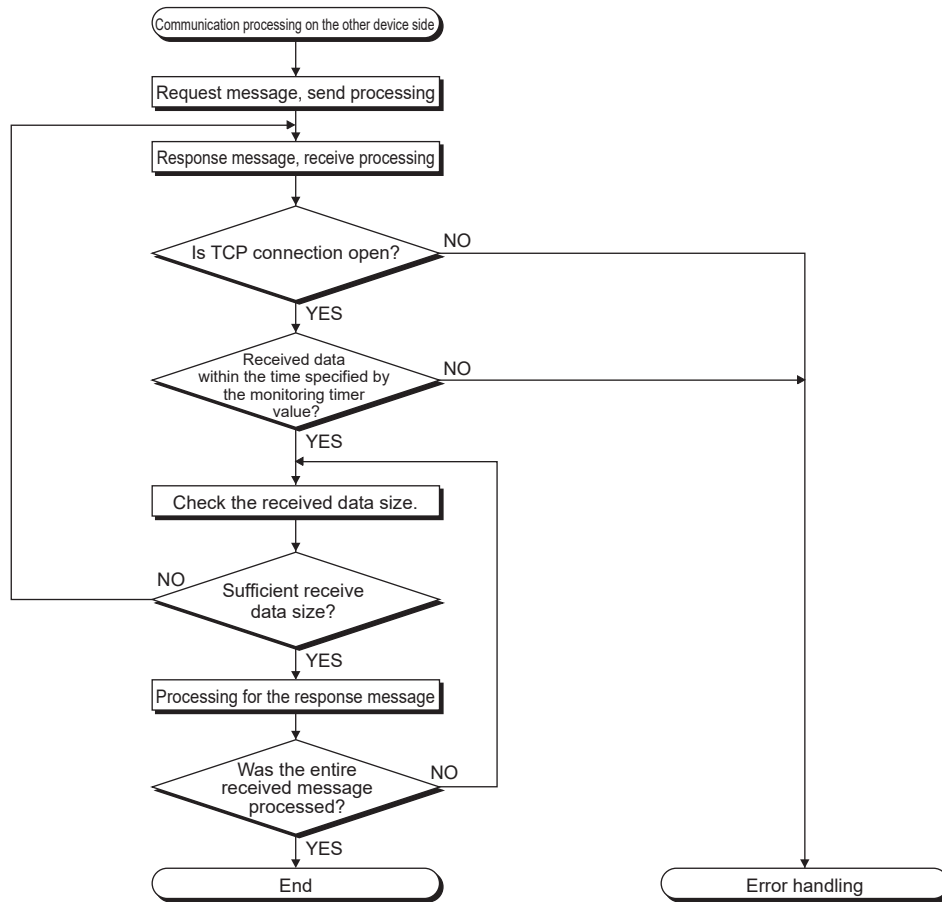 Communication processing on the other device side
Request message, send processing
Response message, receive processing
Is TCP connection open?
NO
YES
Received data
within the time specified by
the monitoring timer
value?
NO
YES
Check the received data size.
NO
Sufficient receive
data size?
YES
Processing for the response message
Was the entire
received message
processed?
NO
YES
End
Error handling